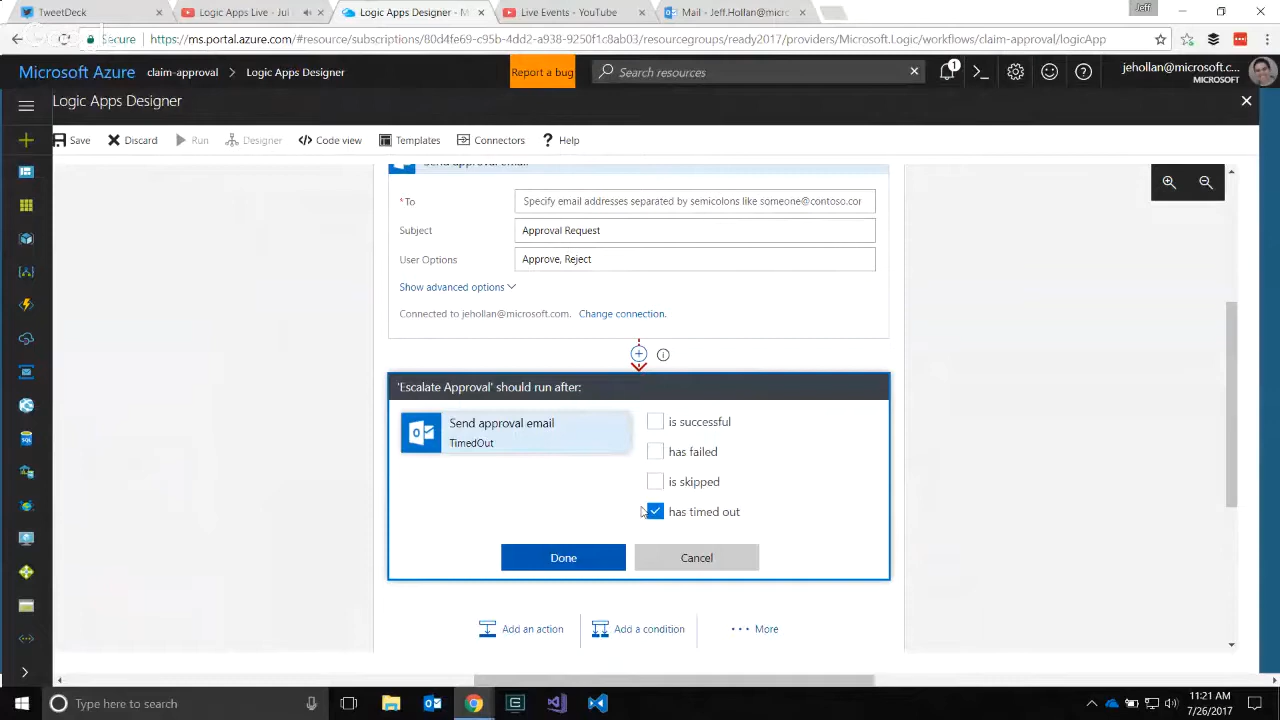 TweetDeck
Logic Apps Live - Jul
Logic Apps Designer - M
Live Events - YouTube
Mail - Jeff.Hollan@micro
Jeff
Secure
https://ms.portal.azure.com/#resource/subscriptions/80d4fe69-c95b-4dd2-a938-9250f1c8ab03/resourcegroups/ready2017/providers/Microsoft.Logic/workflows/claim-approval/logicApp
Microsoft Azure claim-approval > Logic Apps Designer
Report a bug
Search resources
1
jehollan@microsoft.c...
MICROSOFT
Logic Apps Designer
Save
Discard
Run
Designer
Code view
Templates
Connectors
Help
Send approval email
* To
Specify email addresses separated by semicolons like someone@contoso.cor
Subject
Approval Request
User Options
Approve, Reject
Show advanced options
Connected to jehollan@microsoft.com. Change connection.
'Escalate Approval' should run after:
Send approval email
TimedOut
is successful
has failed
is skipped
has timed out
Done
Cancel
Add an action
Add a condition
More
Type here to search
11:21 AM
7/26/2017